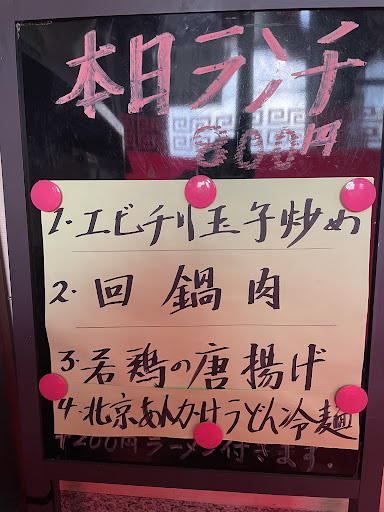 本日ランチ
800円
1.エビチリ玉子炒め
2.回鍋肉
3.若鶏の唐揚げ
4.北京あんかけうどん冷麺
+200円ラーメン付きます.